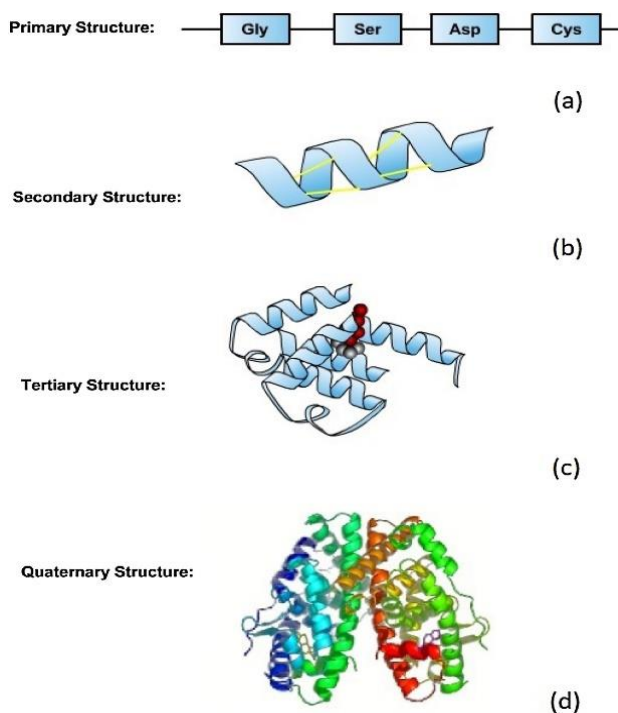 Primary Structure: Gly Ser Asp Cys
(a)
Secondary Structure:
(b)
Tertiary Structure:
(c)
Quaternary Structure:
(d)